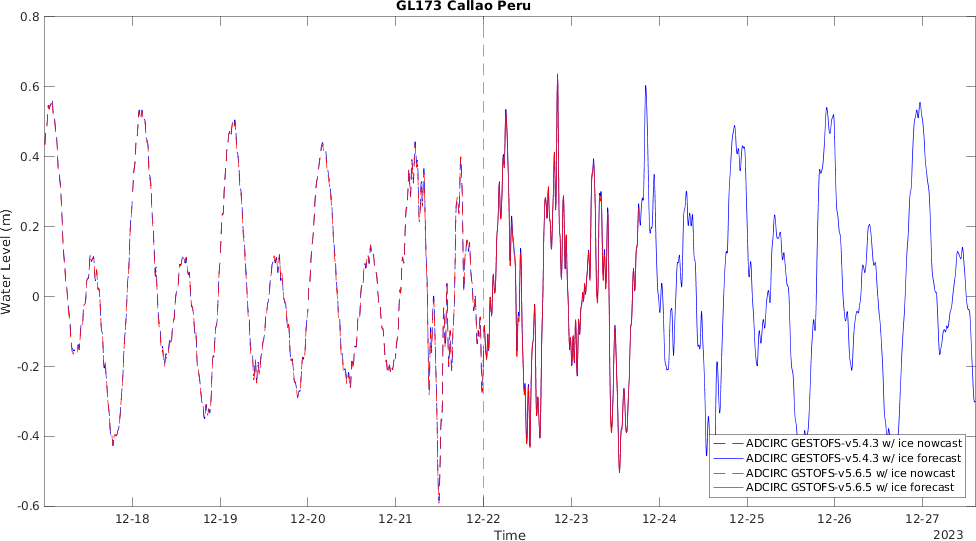 GL173 Callao Peru
Water Level (m)
0.8
0.6
0.4
0.2
0
-0.2
-0.4
-0.6
ADCIRC GESTOFS-v5.4.3 w/ ice nowcast
ADCIRC GESTOFS-v5.4.3 w/ ice forecast
ADCIRC GSTOFS-v5.6.5 w/ ice nowcast
ADCIRC GSTOFS-v5.6.5 w/ ice forecast
12-18 12-19 12-20 12-21 12-22 12-23 12-24 12-25 12-26 12-27
Time
2023